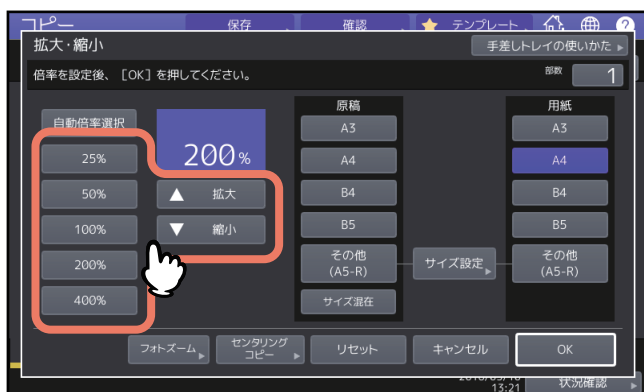 コピー
保存
確認
テンプレート
?
拡大・縮小
手差しトレイの使いかた
倍率を設定後、［OK］を押してください。
部数
1
自動倍率選択
200%
25%
50%
100%
200%
400%
拡大
縮小
原稿
A3
A4
B4
B5
その他
(A5-R)
サイズ混在
サイズ設定
用紙
A3
A4
B4
B5
その他
(A5-R)
フォトズーム
センタリング
コピー
リセット
キャンセル
OK
13:21
状況確認